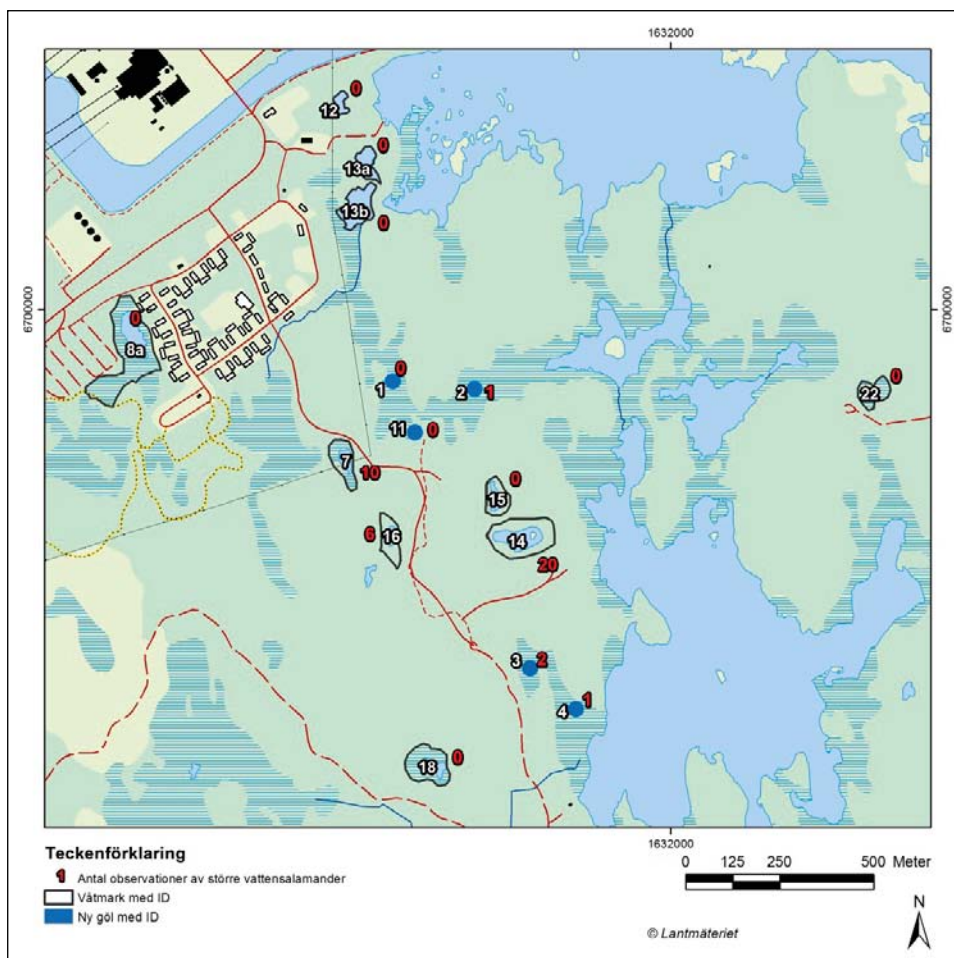 1632000
12 0
0
13a
13b
0
6700000
6700000
0
8a
0
1
2 1
0
22
11 0
7
10
0
15
6 16
14
20
3 2
1
4
0
18
1632000
Teckenförklaring
1 Antal observationer av större vattensalamander
Våtmark med ID
Ny göl med ID
0 125 250 500 Meter
N
© Lantmäteriet